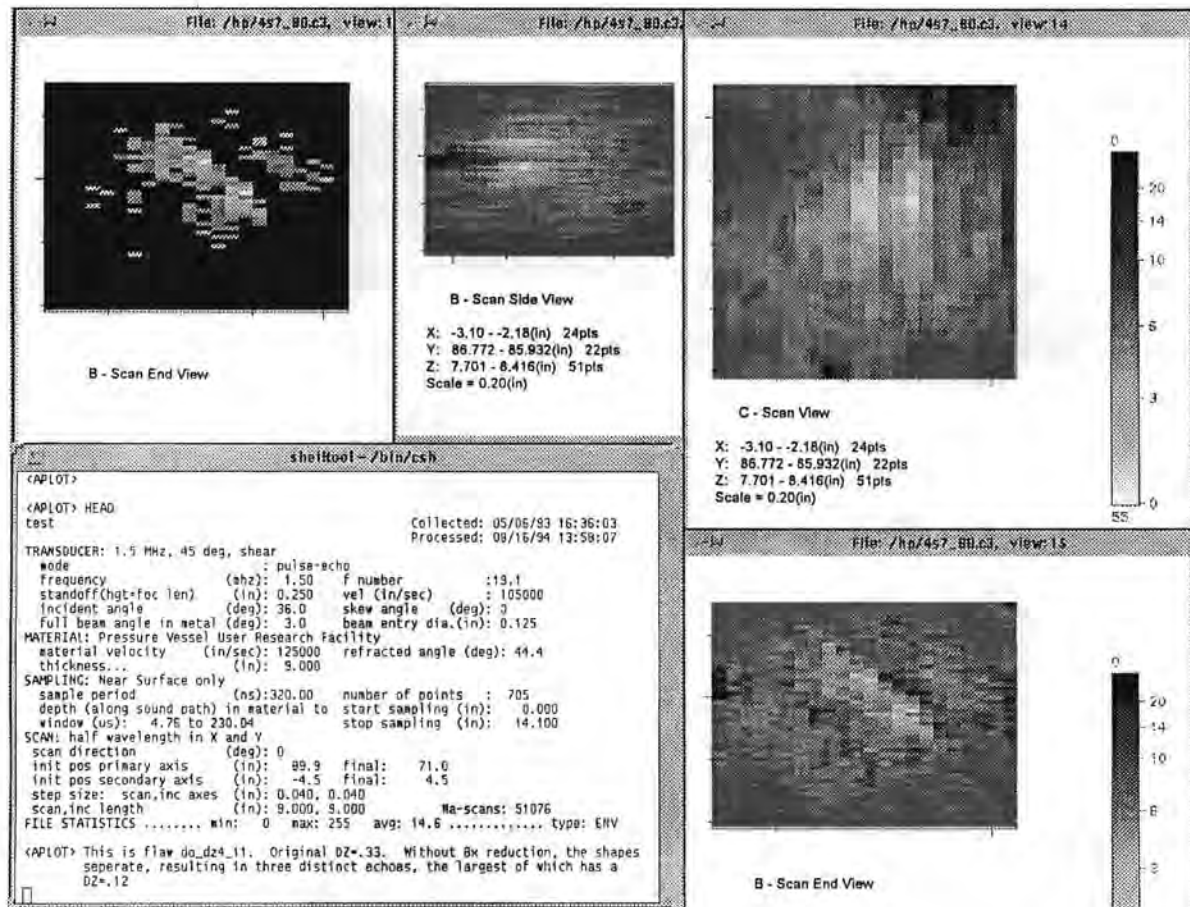 File: /hp/4s7_80.c3, view:1
File: /hp/4s7_80.c3,
File: /hp/4s7_80.c3, view:14
B - Scan End View
B - Scan Side View
X: -3.10 - -2.18(in) 24pts
Y: 86.772 - 85.932(in) 22pts
Z: 7.701 - 8.416(in) 51pts
Scale = 0.20(in)
C - Scan View
X: -3.10 - -2.18(in) 24pts
Y: 86.772 - 85.932(in) 22pts
Z: 7.701 - 8.416(in) 51pts
Scale = 0.20(in)
0
20
14
10
6
3
0
55
shelltool - /bin/csh
<APLOT>
<APLOT> HEAD
test Collected: 05/06/93 16:36:03
Processed: 09/16/94 13:58:07
TRANSDUCER: 1.5 MHz, 45 deg, shear
mode : pulse-echo
frequency (mhz): 1.50 f number :19.1
standoff(hgt=foc len) (in): 0.250 vel (in/sec) : 105000
incident angle (deg): 36.0 skew angle (deg): 0
full beam angle in metal (deg): 3.0 beam entry dia.(in): 0.125
MATERIAL: Pressure Vessel User Research Facility
material velocity (in/sec): 125000 refracted angle (deg): 44.4
thickness... (in): 9.000
SAMPLING: Near Surface only
sample period (ns):320.00 number of points : 705
depth (along sound path) in material to start sampling (in): 0.000
window (us): 4.76 to 230.04 stop sampling (in): 14.100
SCAN: half wavelength in X and Y
scan direction (deg): 0
init pos primary axis (in): 89.9 final: 71.0
init pos secondary axis (in): -4.5 final: 4.5
step size: scan,inc axes (in): 0.040, 0.040
scan,inc length (in): 9.000, 9.000 Na-scans: 51076
FILE STATISTICS ........ min: 0 max: 255 avg: 14.6 ............. type: ENV
<APLOT> This is flaw do_dz4_11. Original DZ=.33. Without 8x reduction, the shapes
seperate, resulting in three distinct echoes, the largest of which has a
DZ=.12
File: /hp/4s7_80.c3, view:15
B - Scan End View
0
20
14
10
6
3